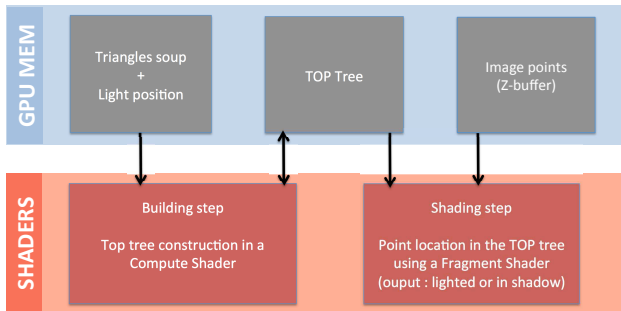 GPU MEM
Triangles soup
+
Light position
TOP Tree
Image points
(Z-buffer)
SHADERS
Building step
Top tree construction in a
Compute Shader
Shading step
Point location in the TOP tree
using a Fragment Shader
(ouput : lighted or in shadow)